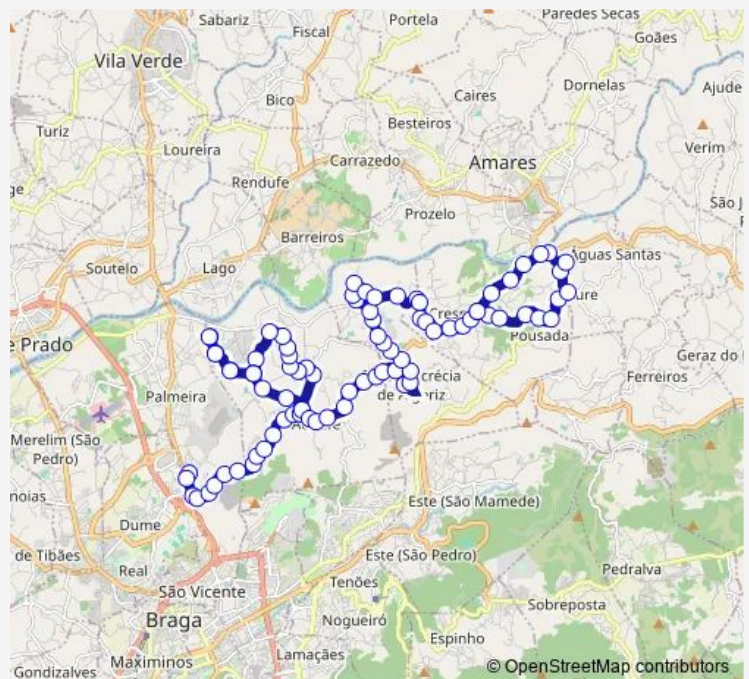 Sabariz
Portela
Paredes Secas
Fiscal
Goães
Vila Verde
Bico
Caires
Dornelas
Ajude
Besteiros
Turiz
Loureira
Carrazedo
Amares
Verim
Rendufe
São J
Prozelo
Barreiros
Soutelo
Lago
Águas Santas
Cress
ure
e Prado
Pousada
Geraz do
Palmeira
crécia
de A
riz
Ferreiros
Merelim (São
Pedro)
noias
Este (São Mamede)
Dume
de Tibães
Real
Este (São Pedro)
Pedralva
São Vicente
Tenões
Sobreposta
Braga
Nogueiró
Espinho
Maximinos
Lamaçães
Gondizalves
© OpenStreetMap contributors